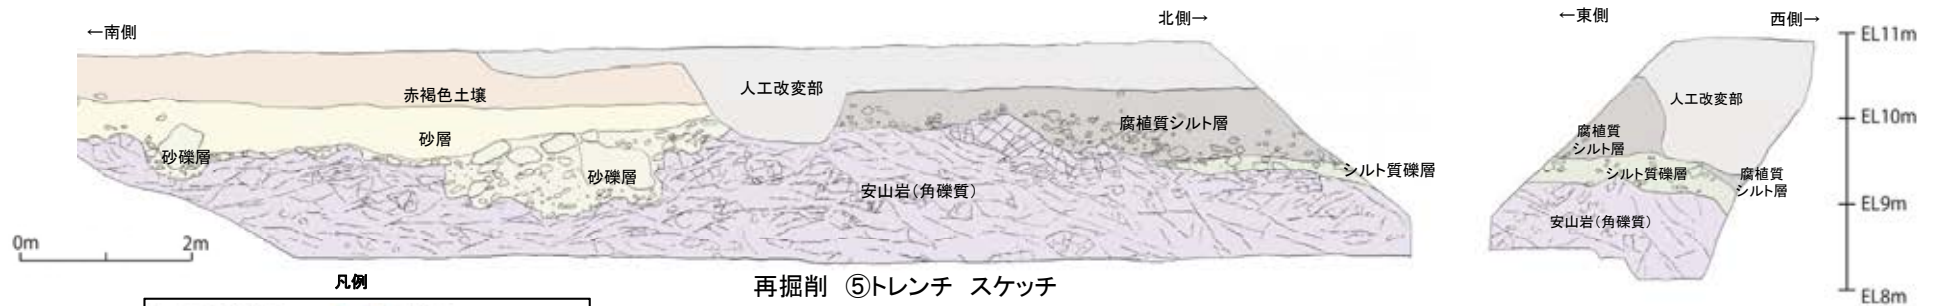 ←南側
北側→
←東側
西側→
EL11m
赤褐色土壌
人工改変部
人工改変部
EL10m
腐植質シルト層
腐植質
シルト層
砂層
砂礫層
砂礫層
シルト質礫層
シルト質礫層
腐植質
シルト層
安山岩(角礫質)
EL9m
安山岩(角礫質)
0m
2m
凡例
再掘削 ⑤トレンチ スケッチ
EL8m